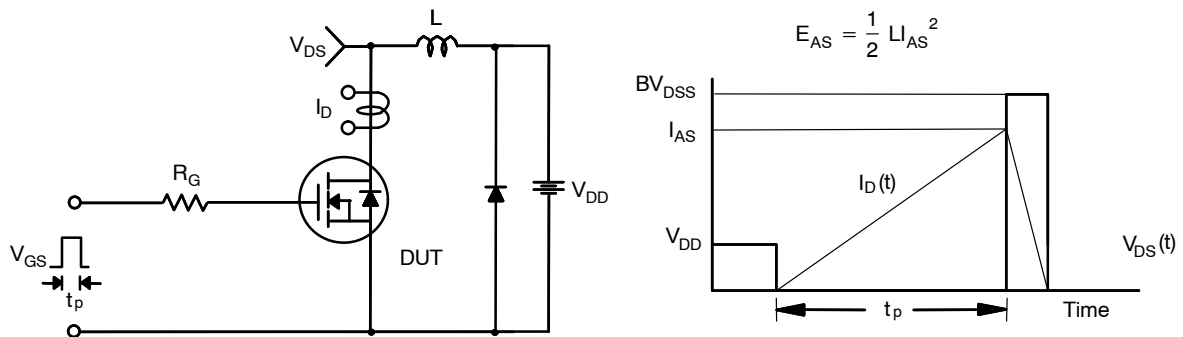 L
V_DS
I_D
R_G
V_DD
V_GS
DUT
t_p
E_AS = 1/2 LI_AS^2
BV_DSS
I_AS
I_D(t)
V_DD
V_DS(t)
t_p
Time